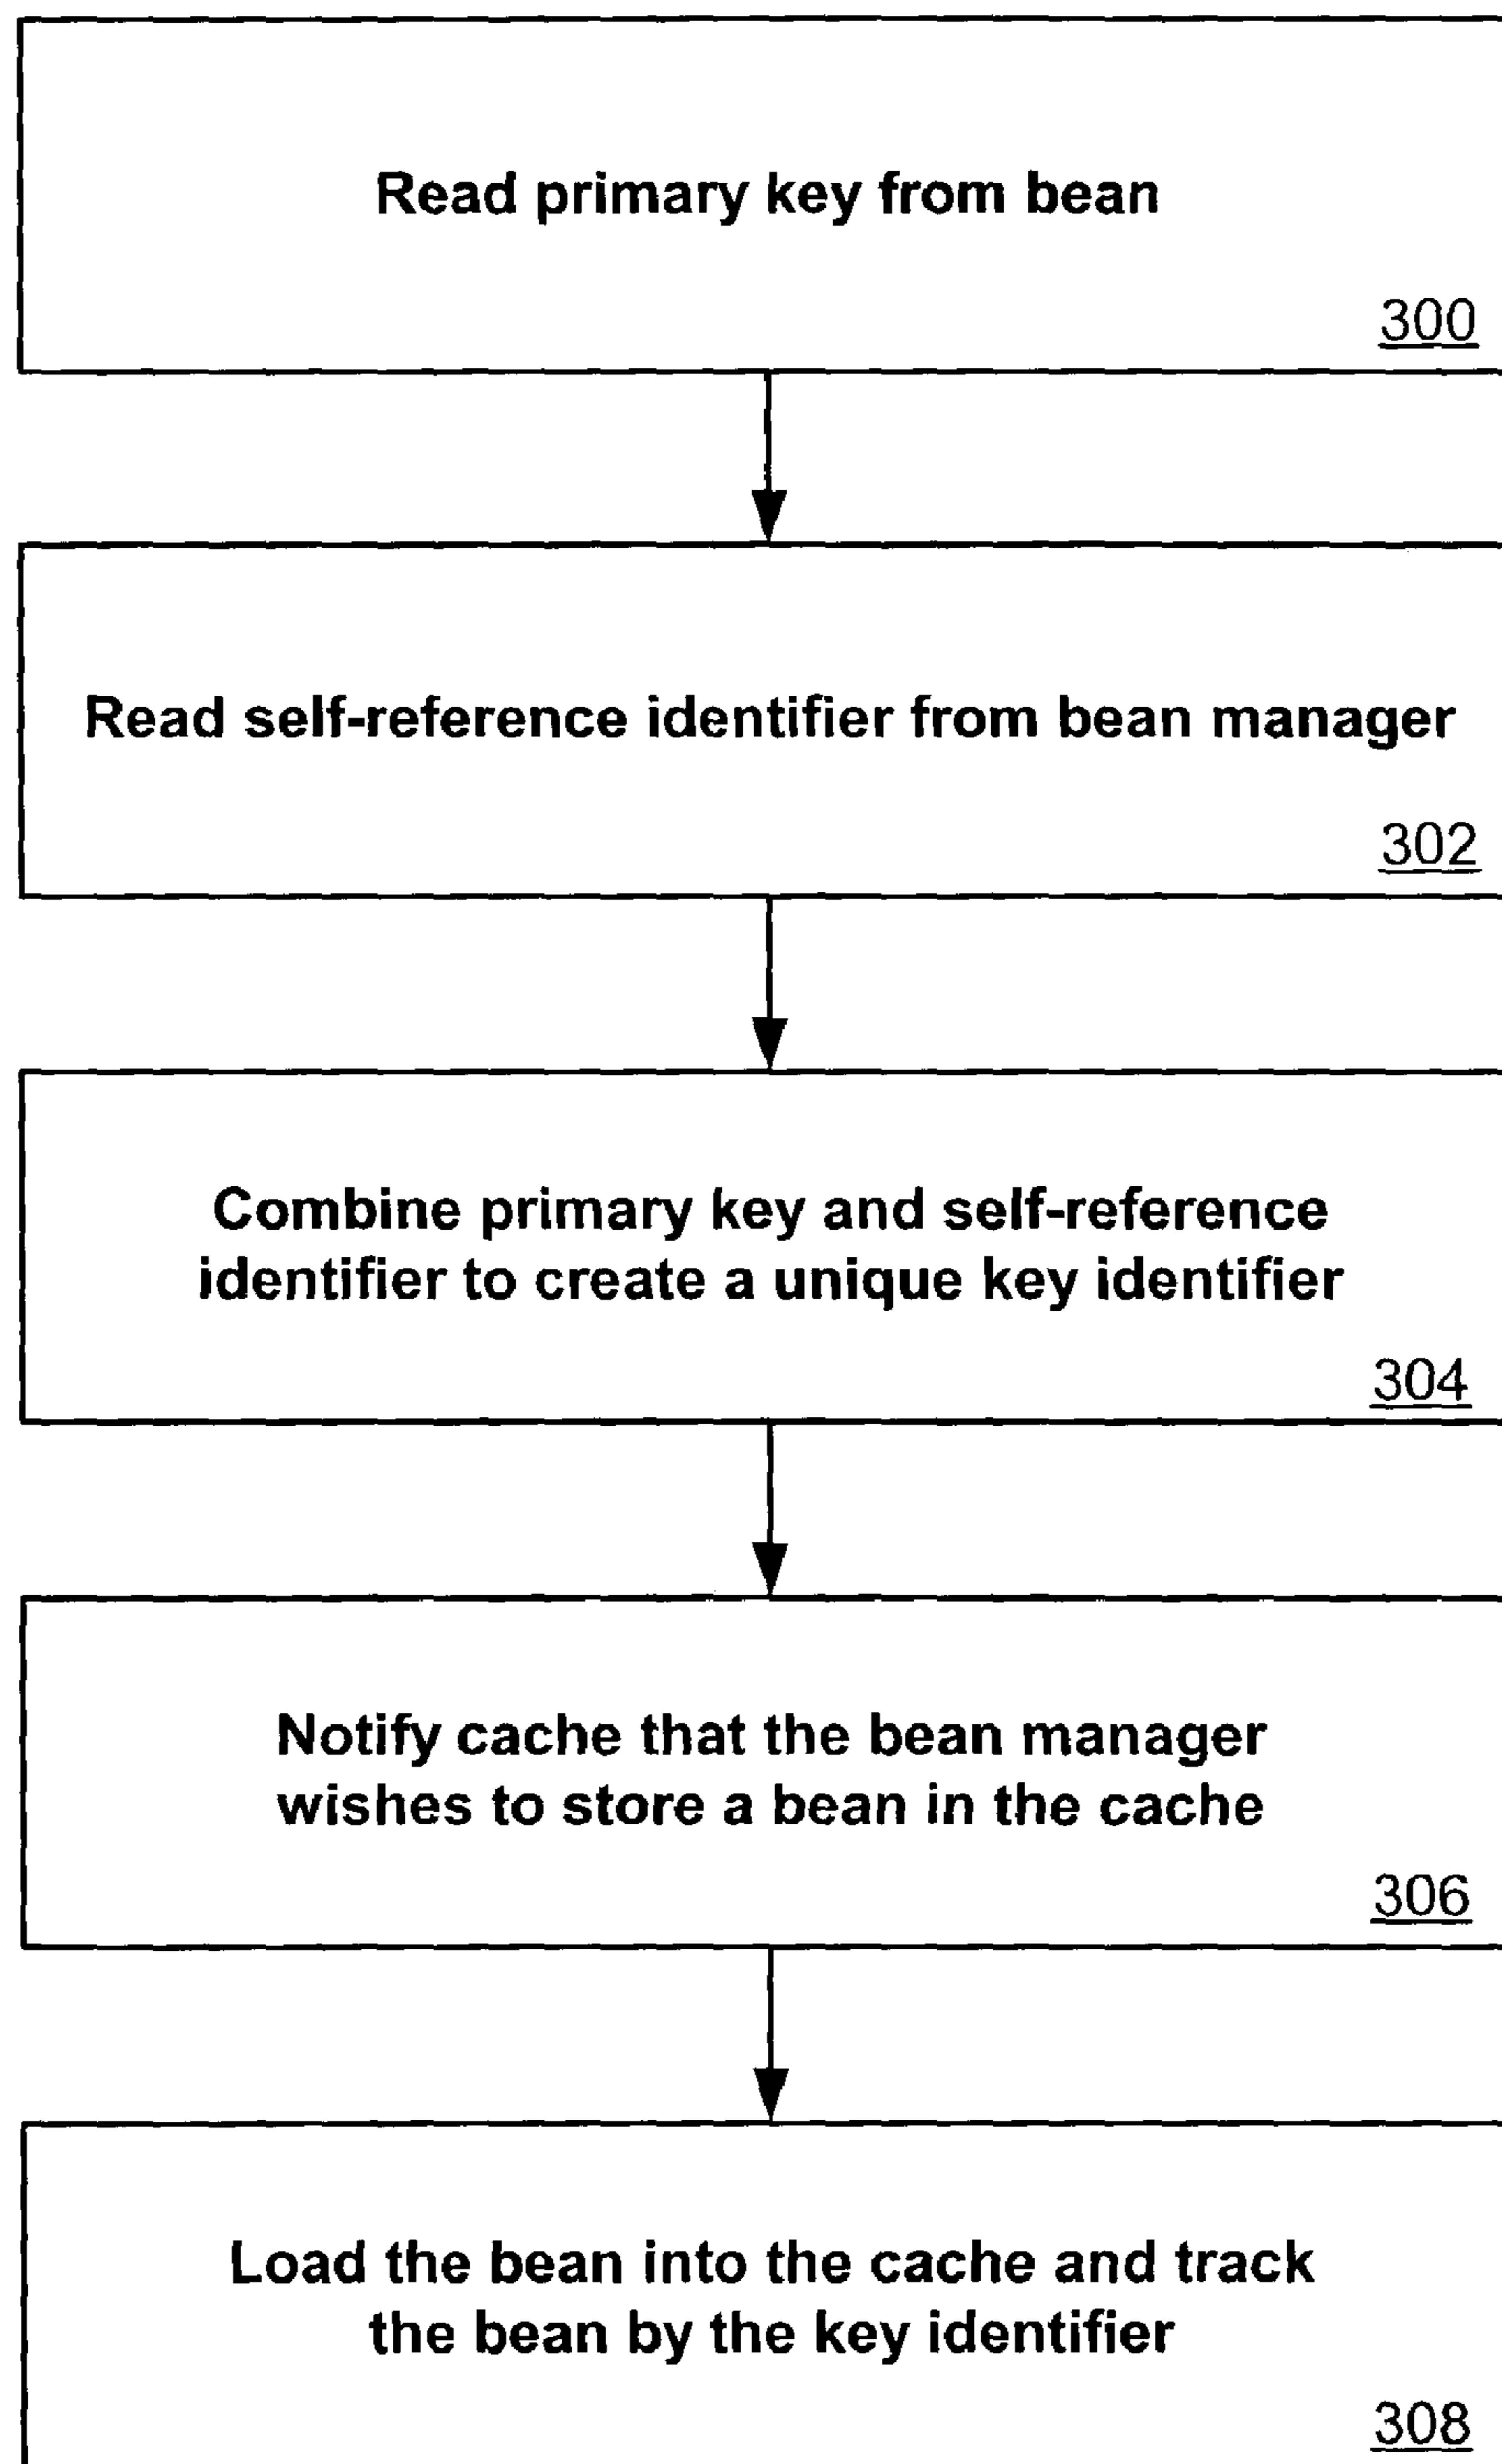 Read primary key from bean
300
Read self-reference identifier from bean manager
302
Combine primary key and self-reference
identifier to create a unique key identifier
304
Notify cache that the bean manager
wishes to store a bean in the cache
306
Load the bean into the cache and track
the bean by the key identifier
308